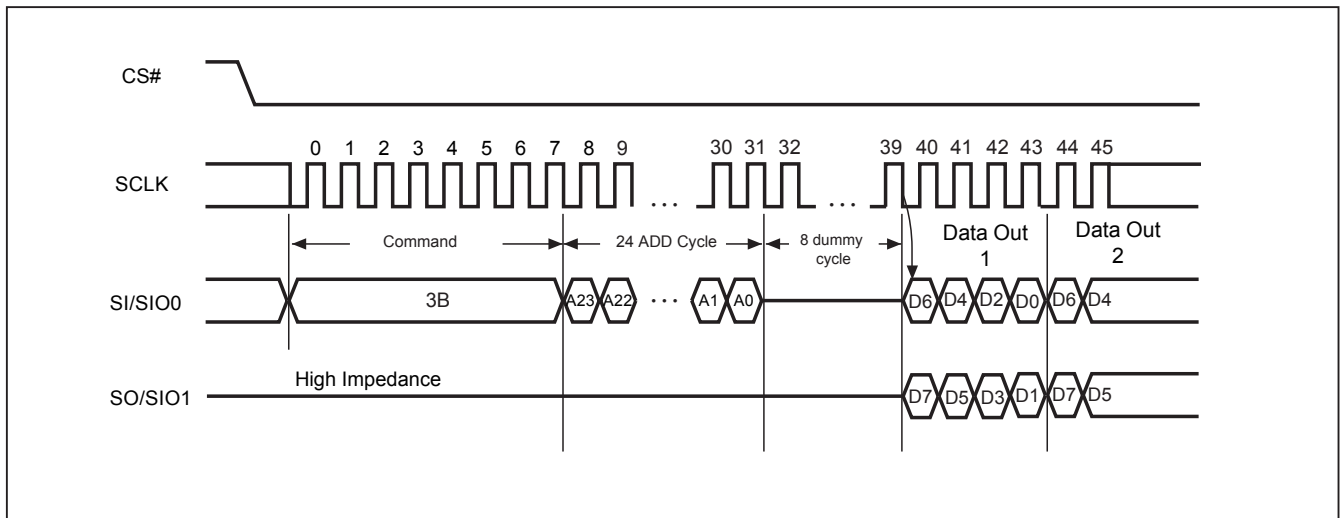 CS#
0 1 2 3 4 5 6 7 8 9 30 31 32 39 40 41 42 43 44 45
SCLK
... ...
Command 24 ADD Cycle 8 dummy cycle Data Out 1 Data Out 2
SI/SIO0 3B A23 A22 ... A1 A0 D6 D4 D2 D0 D6 D4
High Impedance
SO/SIO1 D7 D5 D3 D1 D7 D5